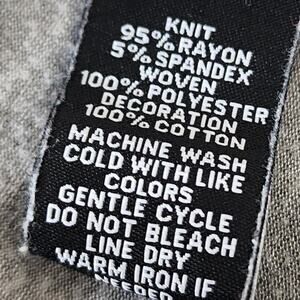 KNIT
95% RAYON
5% SPANDEX
WOVEN
100% POLYESTER
DECORATION
100% COTTON
MACHINE WASH
COLD WITH LIKE
COLORS
GENTLE CYCLE
DO NOT BLEACH
LINE DRY
WARM IRON IF
NEEDED